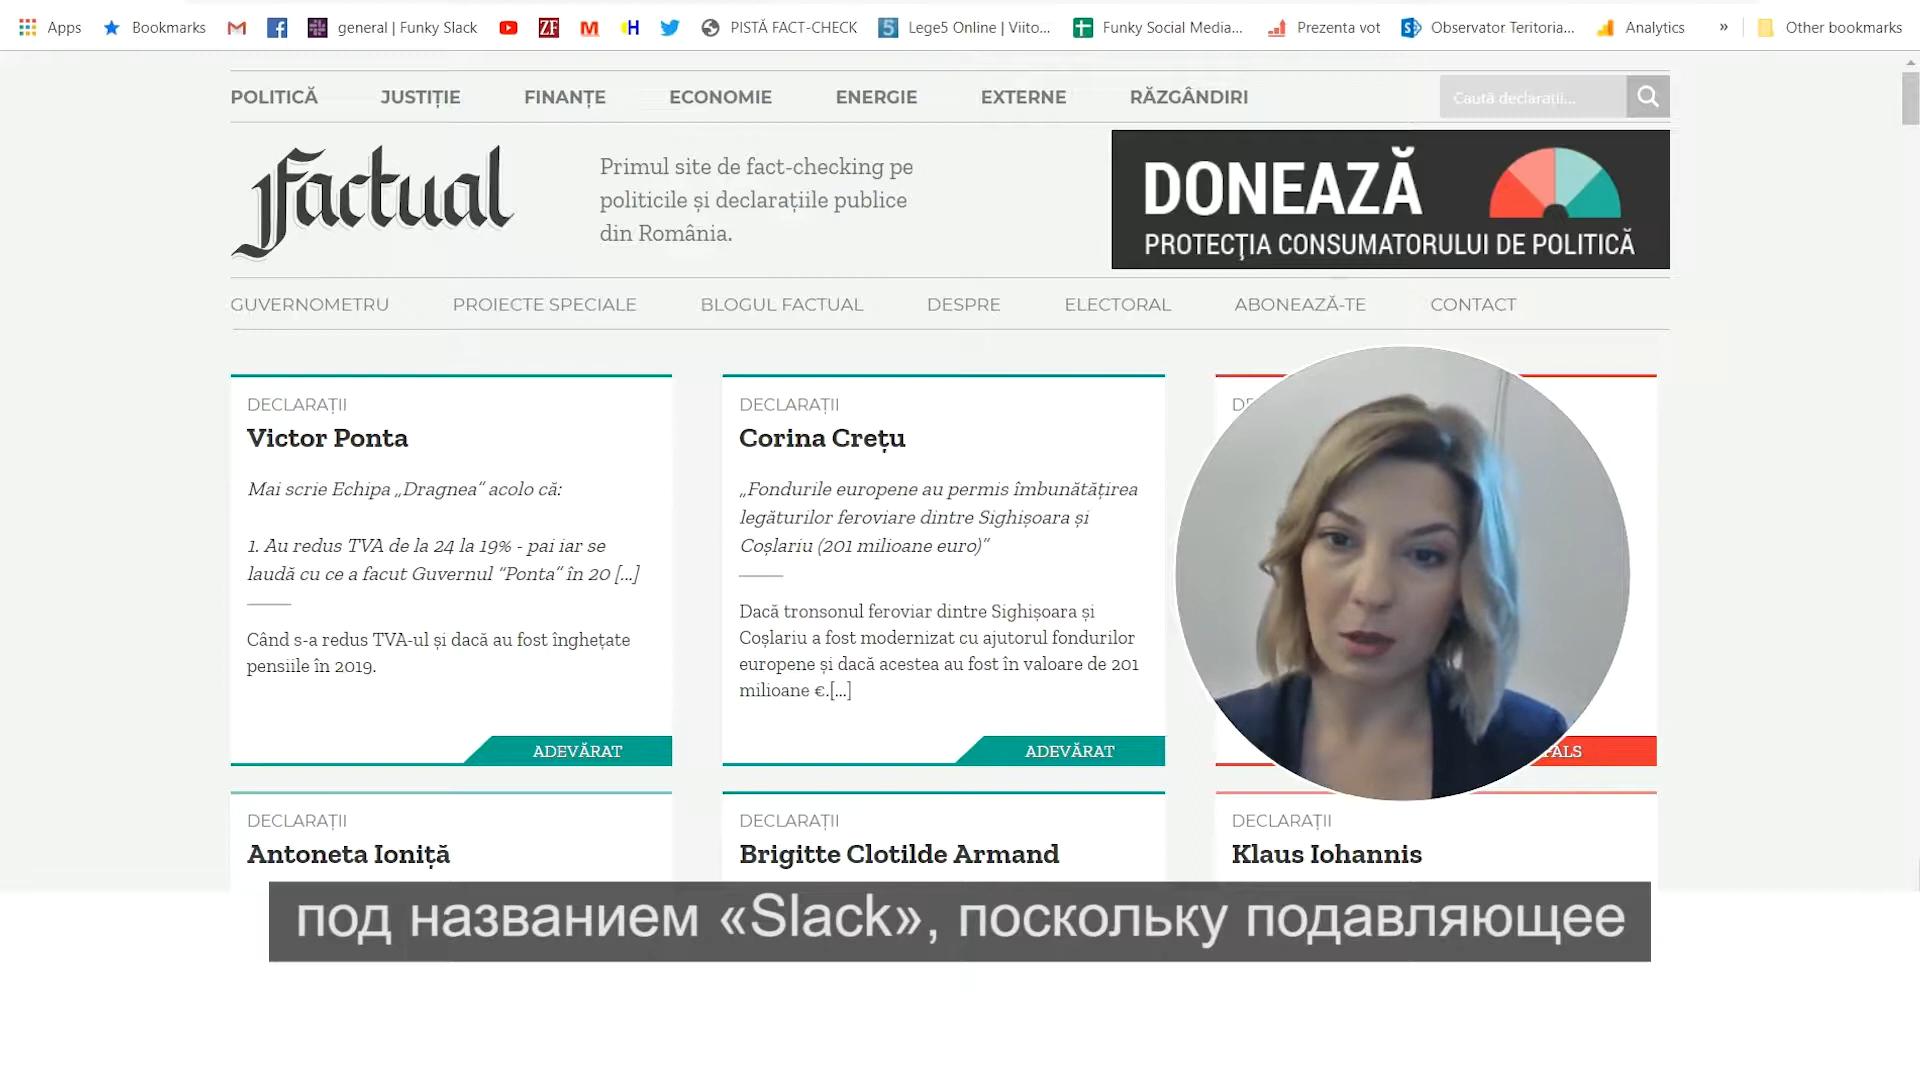 Apps Bookmarks general | Funky Slack PISTĂ FACT-CHECK Lege5 Online | Viito... Funky Social Media... Prezenta vot Observator Teritoria... Analytics » Other bookmarks
POLITICĂ JUSTIȚIE FINANȚE ECONOMIE ENERGIE EXTERNE RĂZGÂNDIRI Caută declarații...
Factual
Primul site de fact-checking pe
politicile și declarațiile publice
din România.
DONEAZĂ
PROTECŢIA CONSUMATORULUI DE POLITICĂ
GUVERNOMETRU PROIECTE SPECIALE BLOGUL FACTUAL DESPRE ELECTORAL ABONEAZĂ-TE CONTACT
DECLARAȚII
Victor Ponta
Mai scrie Echipa „Dragnea” acolo că:
1. Au redus TVA de la 24 la 19% - pai iar se
laudă cu ce a facut Guvernul “Ponta” în 20 [...]
Când s-a redus TVA-ul și dacă au fost înghețate
pensiile în 2019.
ADEVĂRAT
DECLARAȚII
Corina Crețu
„Fondurile europene au permis îmbunătățirea
legăturilor feroviare dintre Sighișoara și
Coșlariu (201 milioane euro)”
Dacă tronsonul feroviar dintre Sighișoara și
Coșlariu a fost modernizat cu ajutorul fondurilor
europene și dacă acestea au fost în valoare de 201
milioane €.[...]
ADEVĂRAT
FALS
DECLARAȚII
Antoneta Ioniță
DECLARAȚII
Brigitte Clotilde Armand
DECLARAȚII
Klaus Iohannis
под названием «Slack», поскольку подавляющее